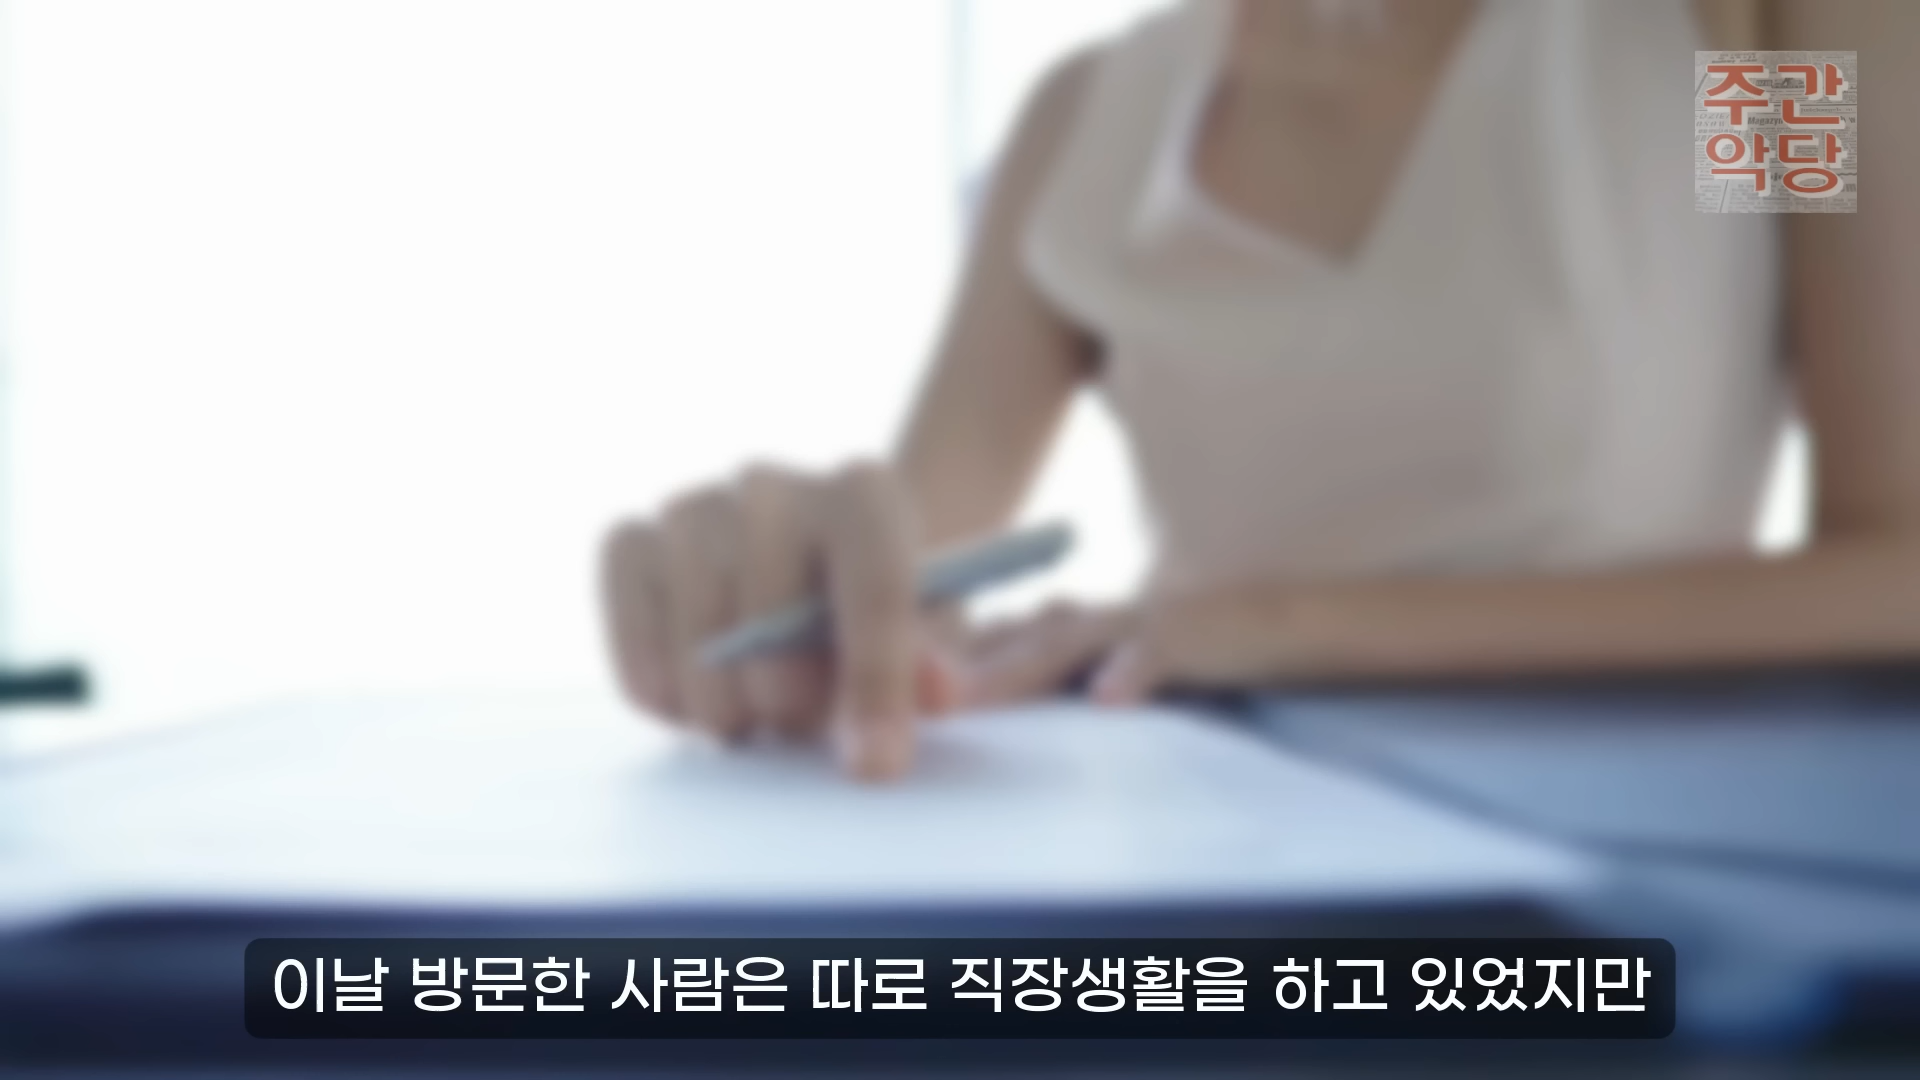 주간
악당
이날 방문한 사람은 따로 직장생활을 하고 있었지만